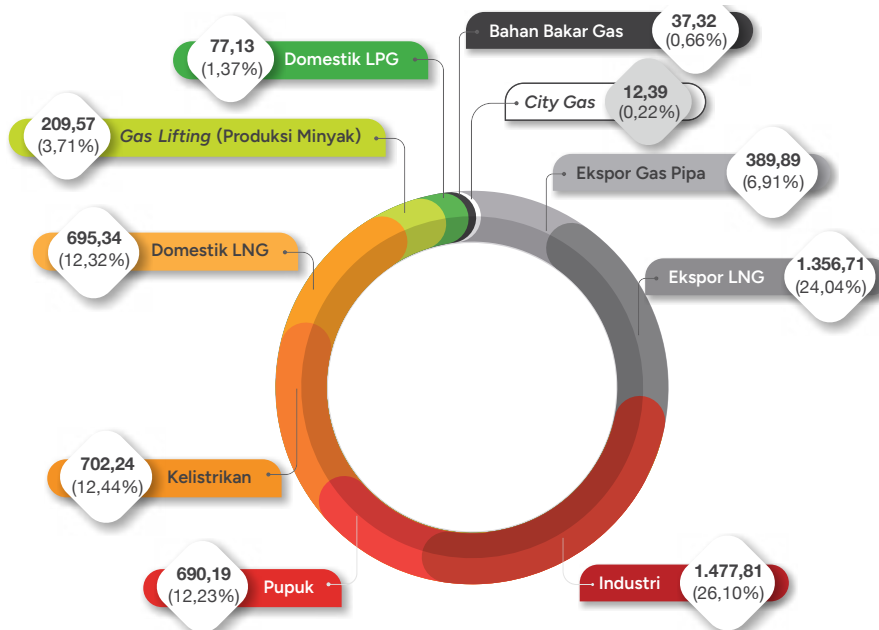 37,32
(0,66%)
Bahan Bakar Gas
77,13
(1,37%)
Domestik LPG
12,39
(0,22%)
City Gas
209,57
(3,71%)
Gas Lifting (Produksi Minyak)
389,89
(6,91%)
Ekspor Gas Pipa
695,34
(12,32%)
Domestik LNG
1.356,71
(24,04%)
Ekspor LNG
702,24
(12,44%)
Kelistrikan
690,19
(12,23%)
Pupuk
1.477,81
(26,10%)
Industri